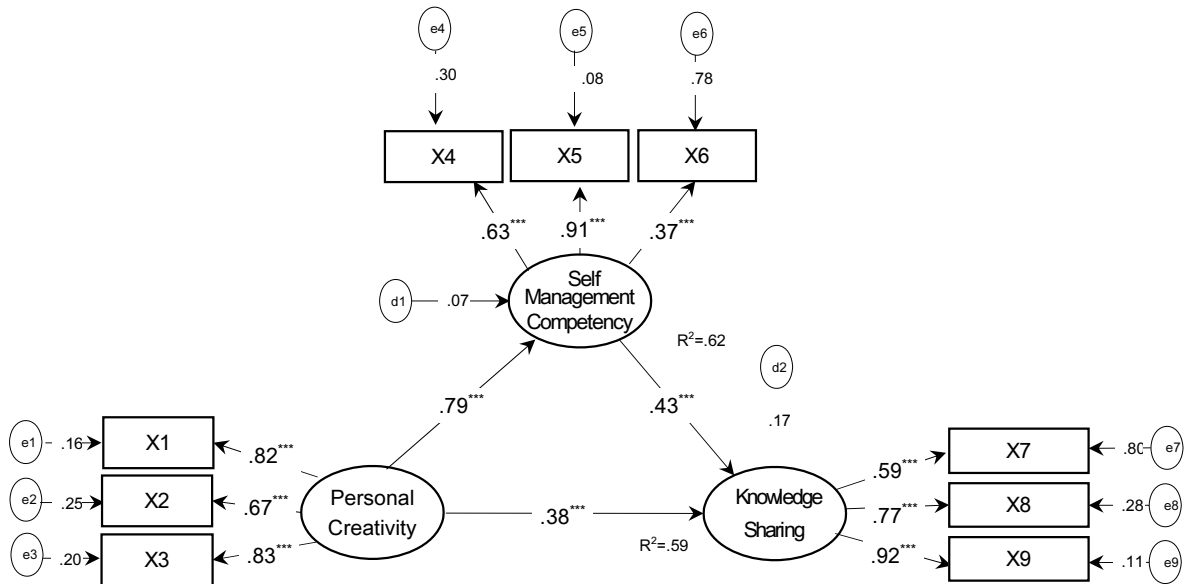 e4
e5
e6
.30
.08
.78
X4
X5
X6
.63***
.91***
.37***
Self
Management
Competency
d1
.07
R²=.62
d2
.79***
.43***
.17
e1
.16
X1
.82***
e2
.25
X2
.67***
e3
.20
X3
.83***
Personal
Creativity
.38***
Knowledge
Sharing
R²=.59
.59***
X7
.80
e7
.77***
X8
.28
e8
.92***
X9
.11
e9